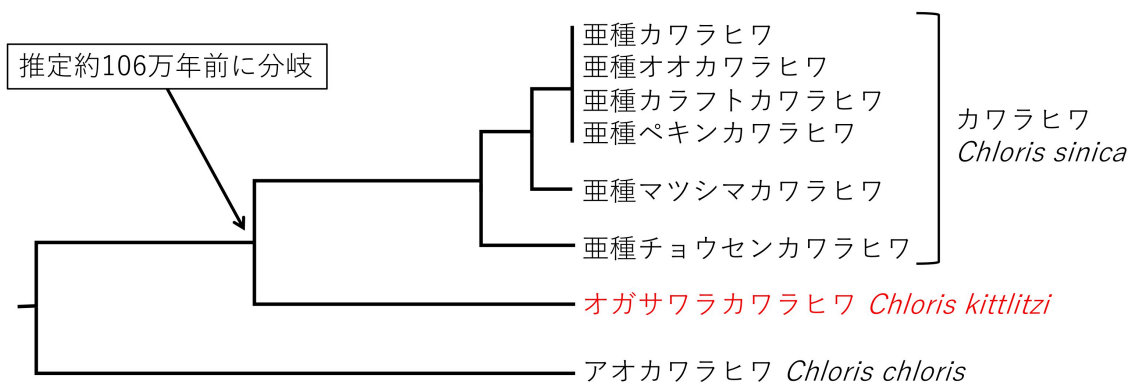 推定約106万年前に分岐
亜種カワラヒワ
亜種オオカワラヒワ
亜種カラフトカワラヒワ
亜種ペキンカワラヒワ
亜種マツシマカワラヒワ
亜種チョウセンカワラヒワ
カワラヒワ
Chloris sinica
オガサワラカワラヒワ Chloris kittlitzi
アオカワラヒワ Chloris chloris